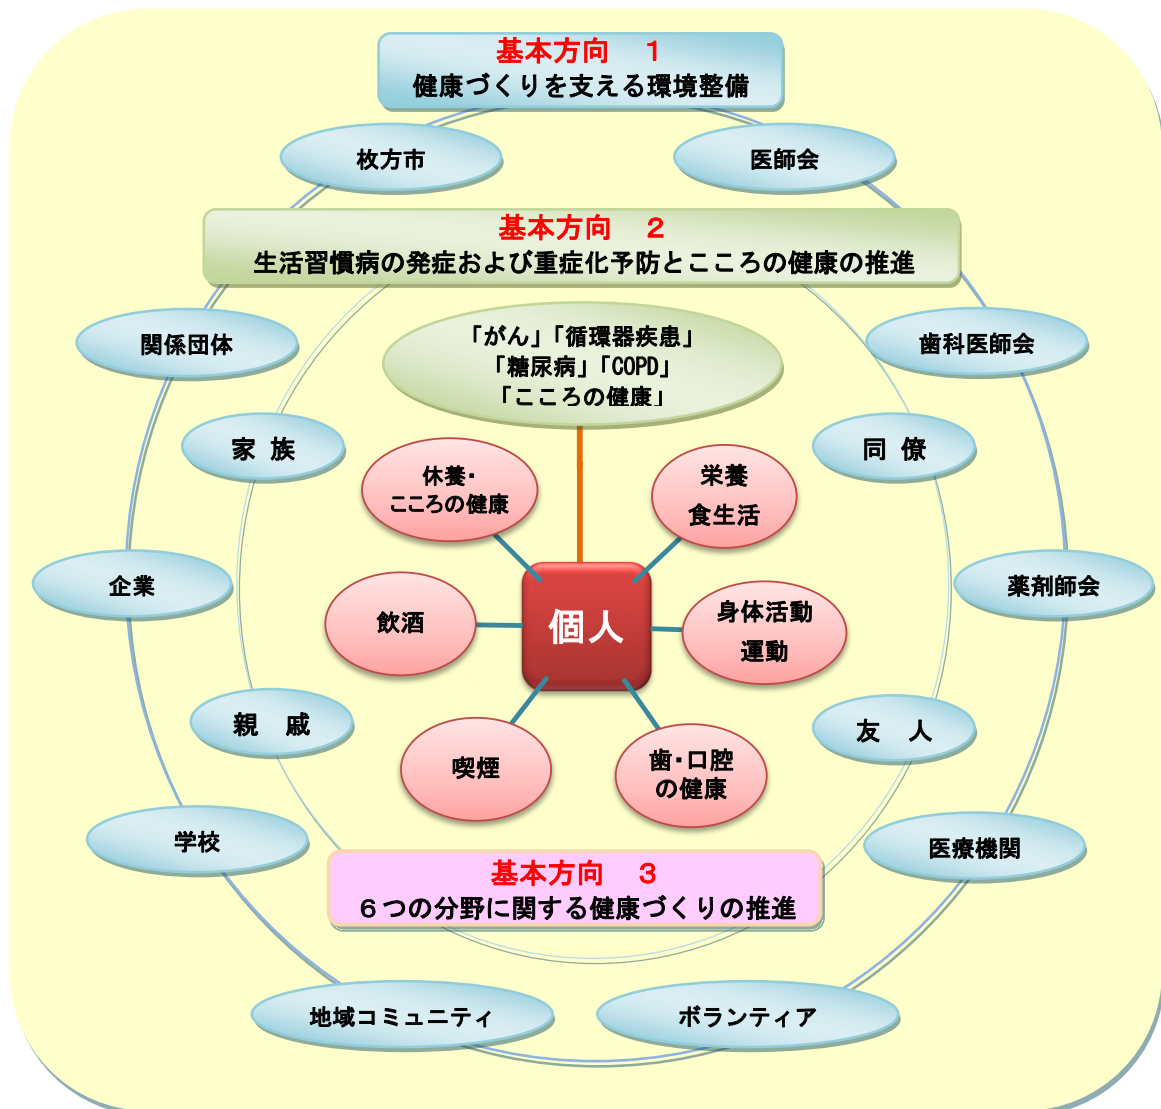 基本方向　１
健康づくりを支える環境整備
枚方市
医師会
基本方向　２
生活習慣病の発症および重症化予防とこころの健康の推進
関係団体
歯科医師会
「がん」「循環器疾患」
「糖尿病」「COPD」
「こころの健康」
家 族
同 僚
休養・
こころの健康
栄養
食生活
企業
薬剤師会
飲酒
個人
身体活動
運動
親　戚
友　人
喫煙
歯・口腔
の健康
学校
医療機関
基本方向　３
６つの分野に関する健康づくりの推進
地域コミュニティ
ボランティア